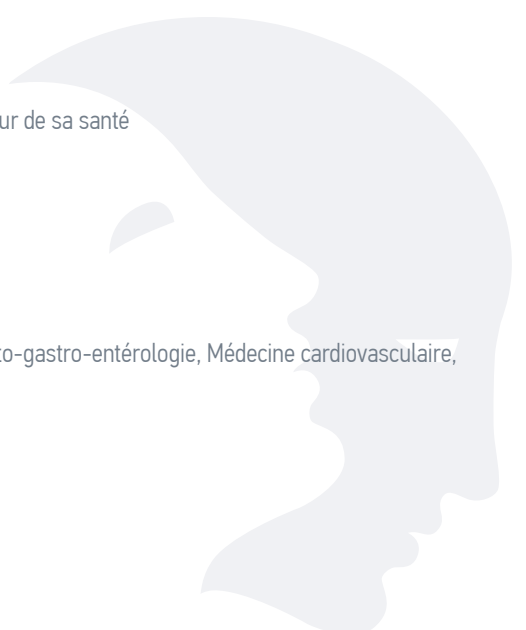 ur de sa santé
to-gastro-entérologie, Médecine cardiovasculaire,